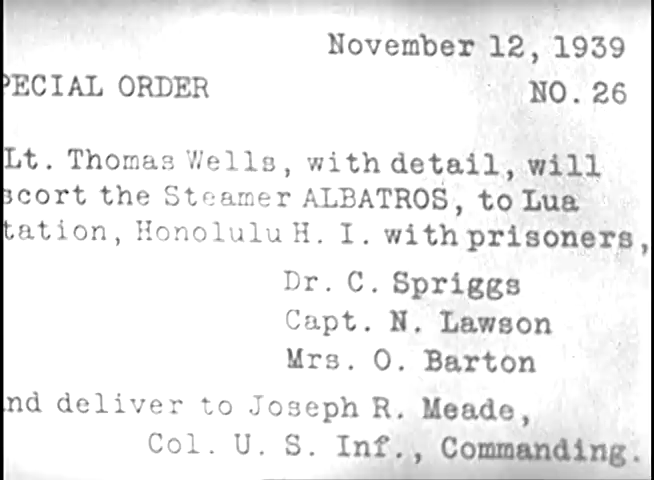 November 12, 1939
PECIAL ORDER NO. 26
Lt. Thomas Wells, with detail, will
scort the Steamer ALBATROS, to Lua
tation, Honolulu H. I. with prisoners,
Dr. C. Spriggs
Capt. N. Lawson
Mrs. O. Barton
nd deliver to Joseph R. Meade,
Col. U. S. Inf., Commanding.